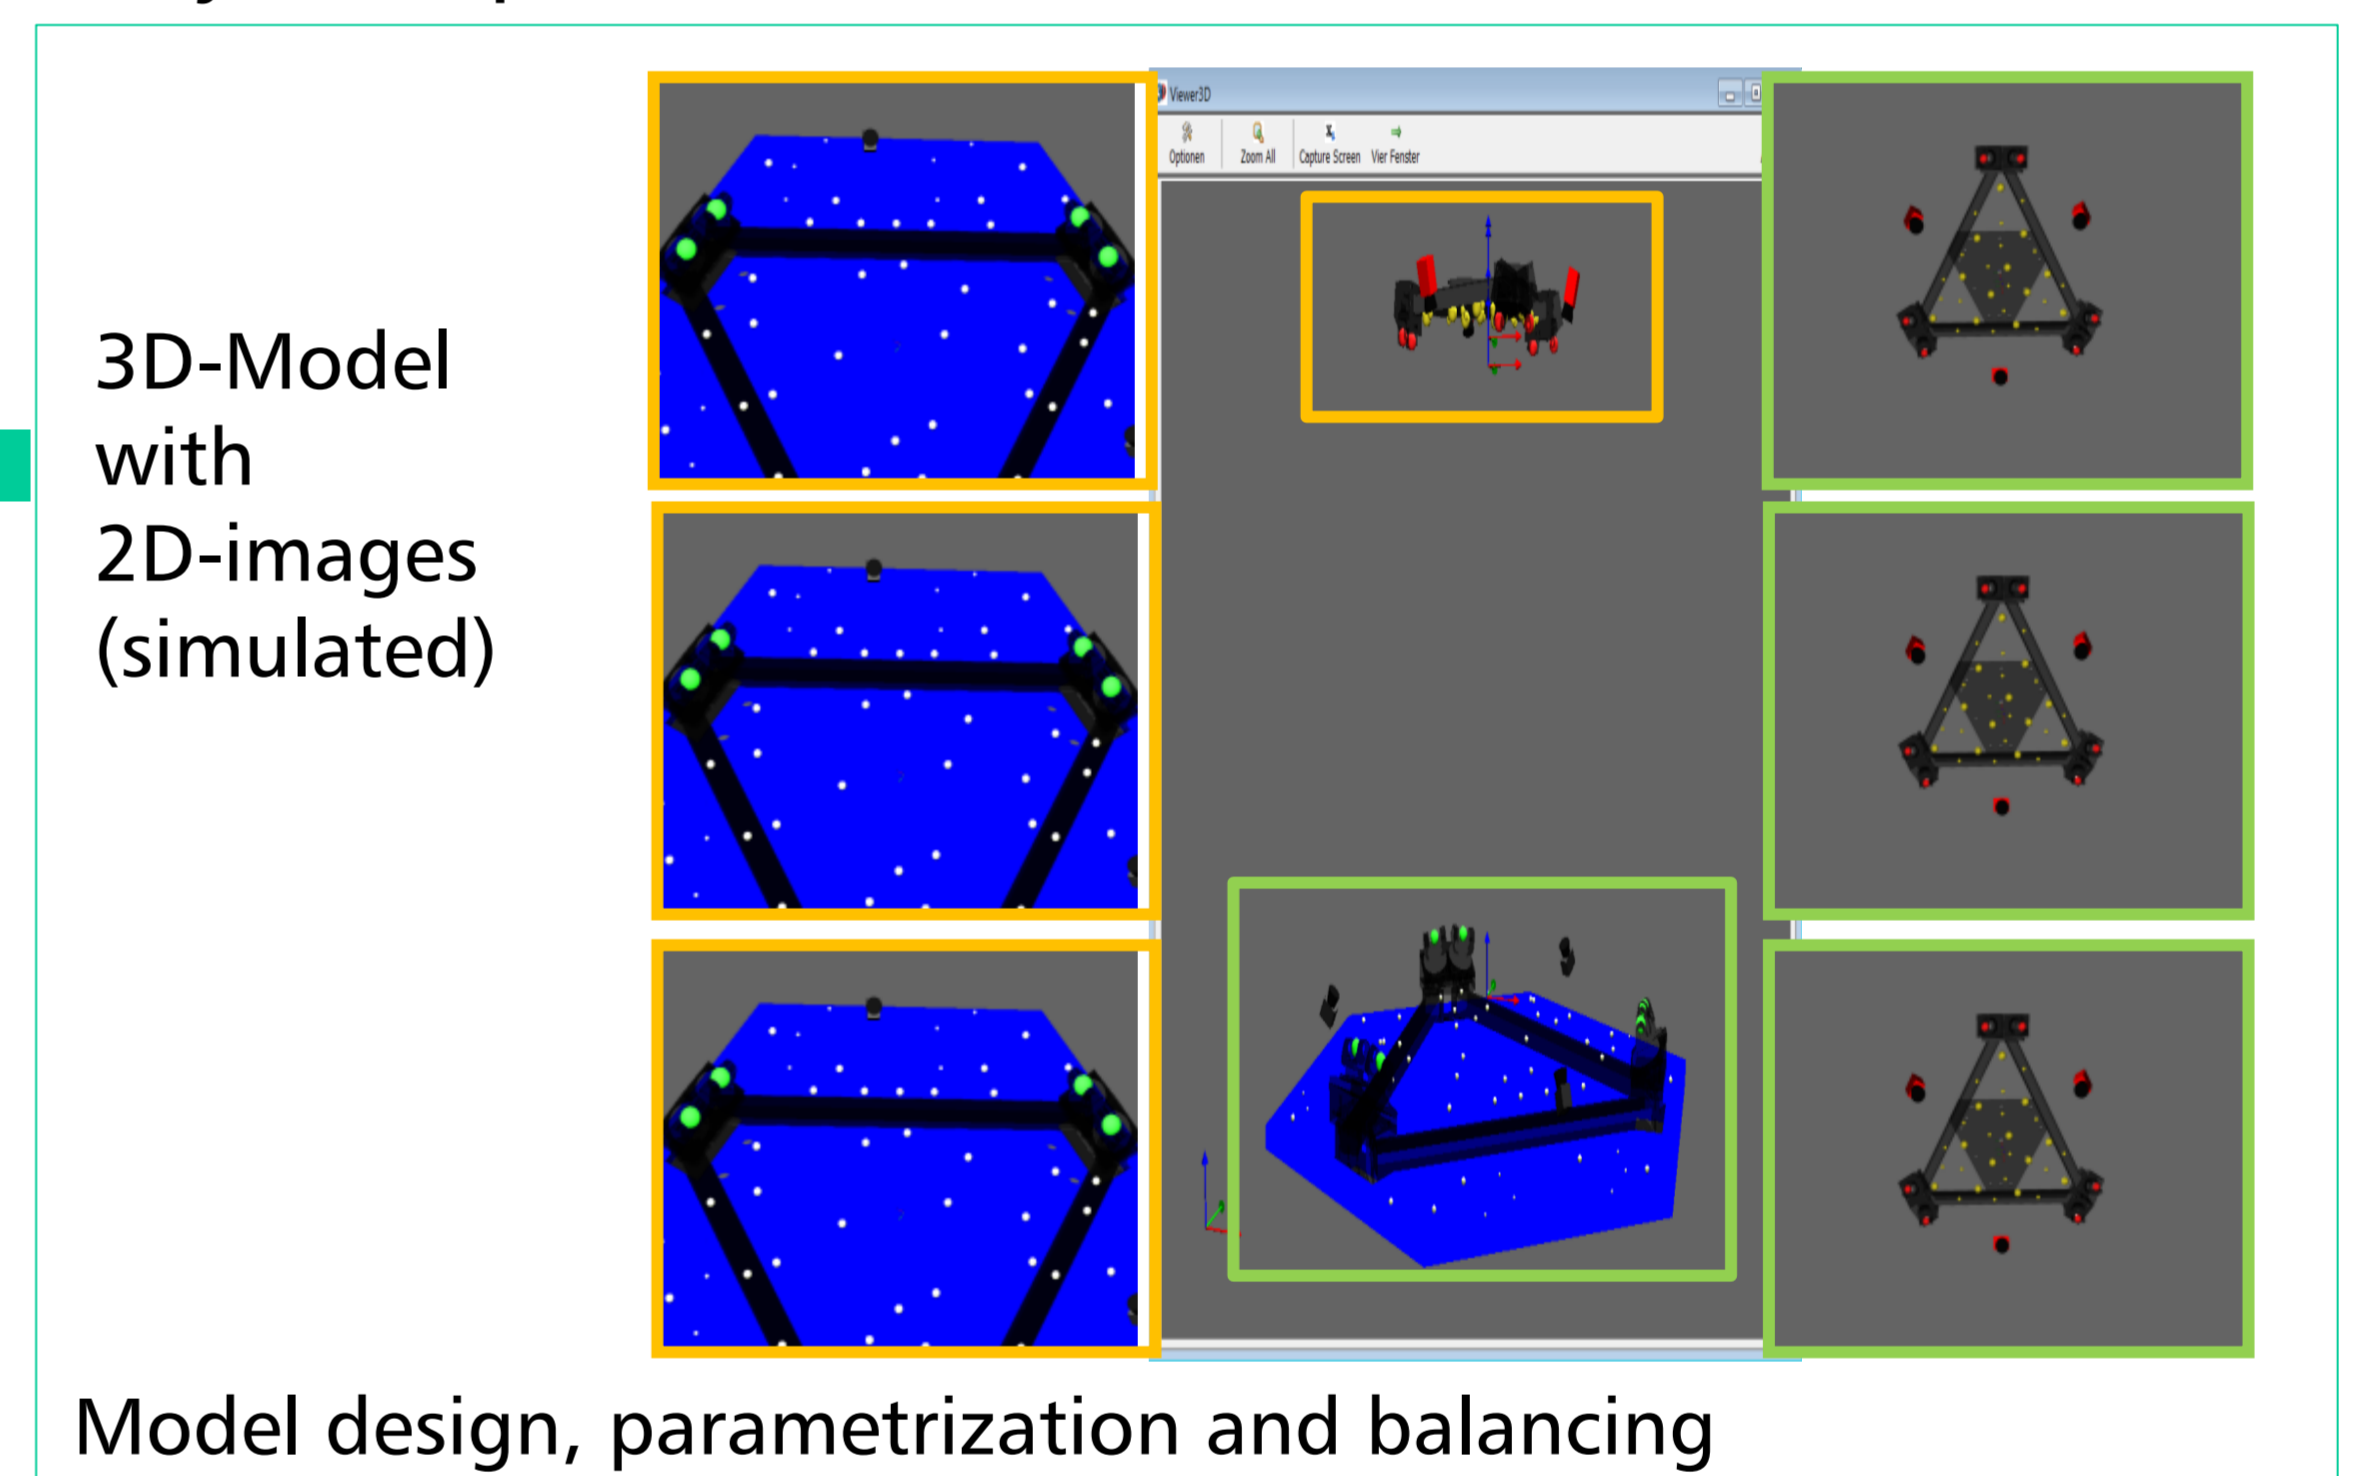 3D-Model
with
2D-images
(simulated)
Viewer3D
Optionen Zoom All Capture Screen Vier Fenster
Model design, parametrization and balancing